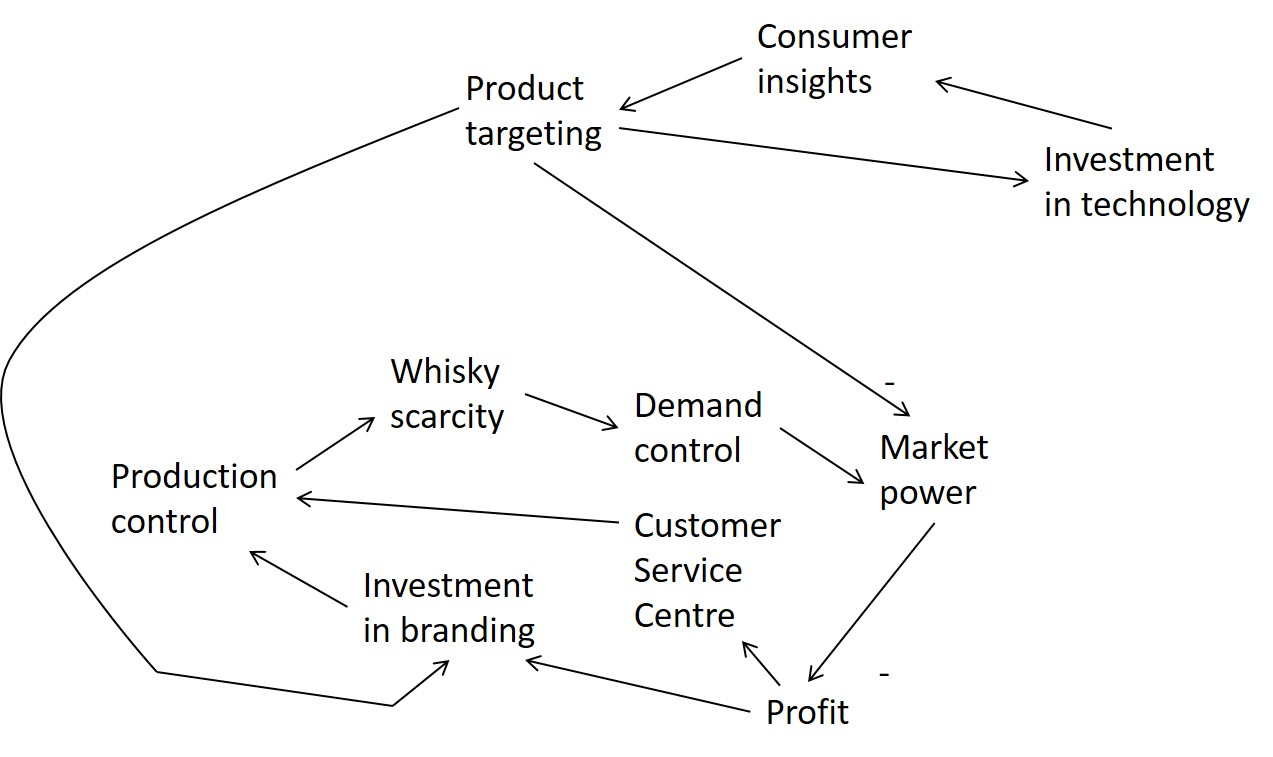 Consumer
insights
Product
targeting
Investment
in technology
Whisky
scarcity
-
Demand
control
Market
power
Production
control
Customer
Service
Centre
Investment
in branding
-
Profit